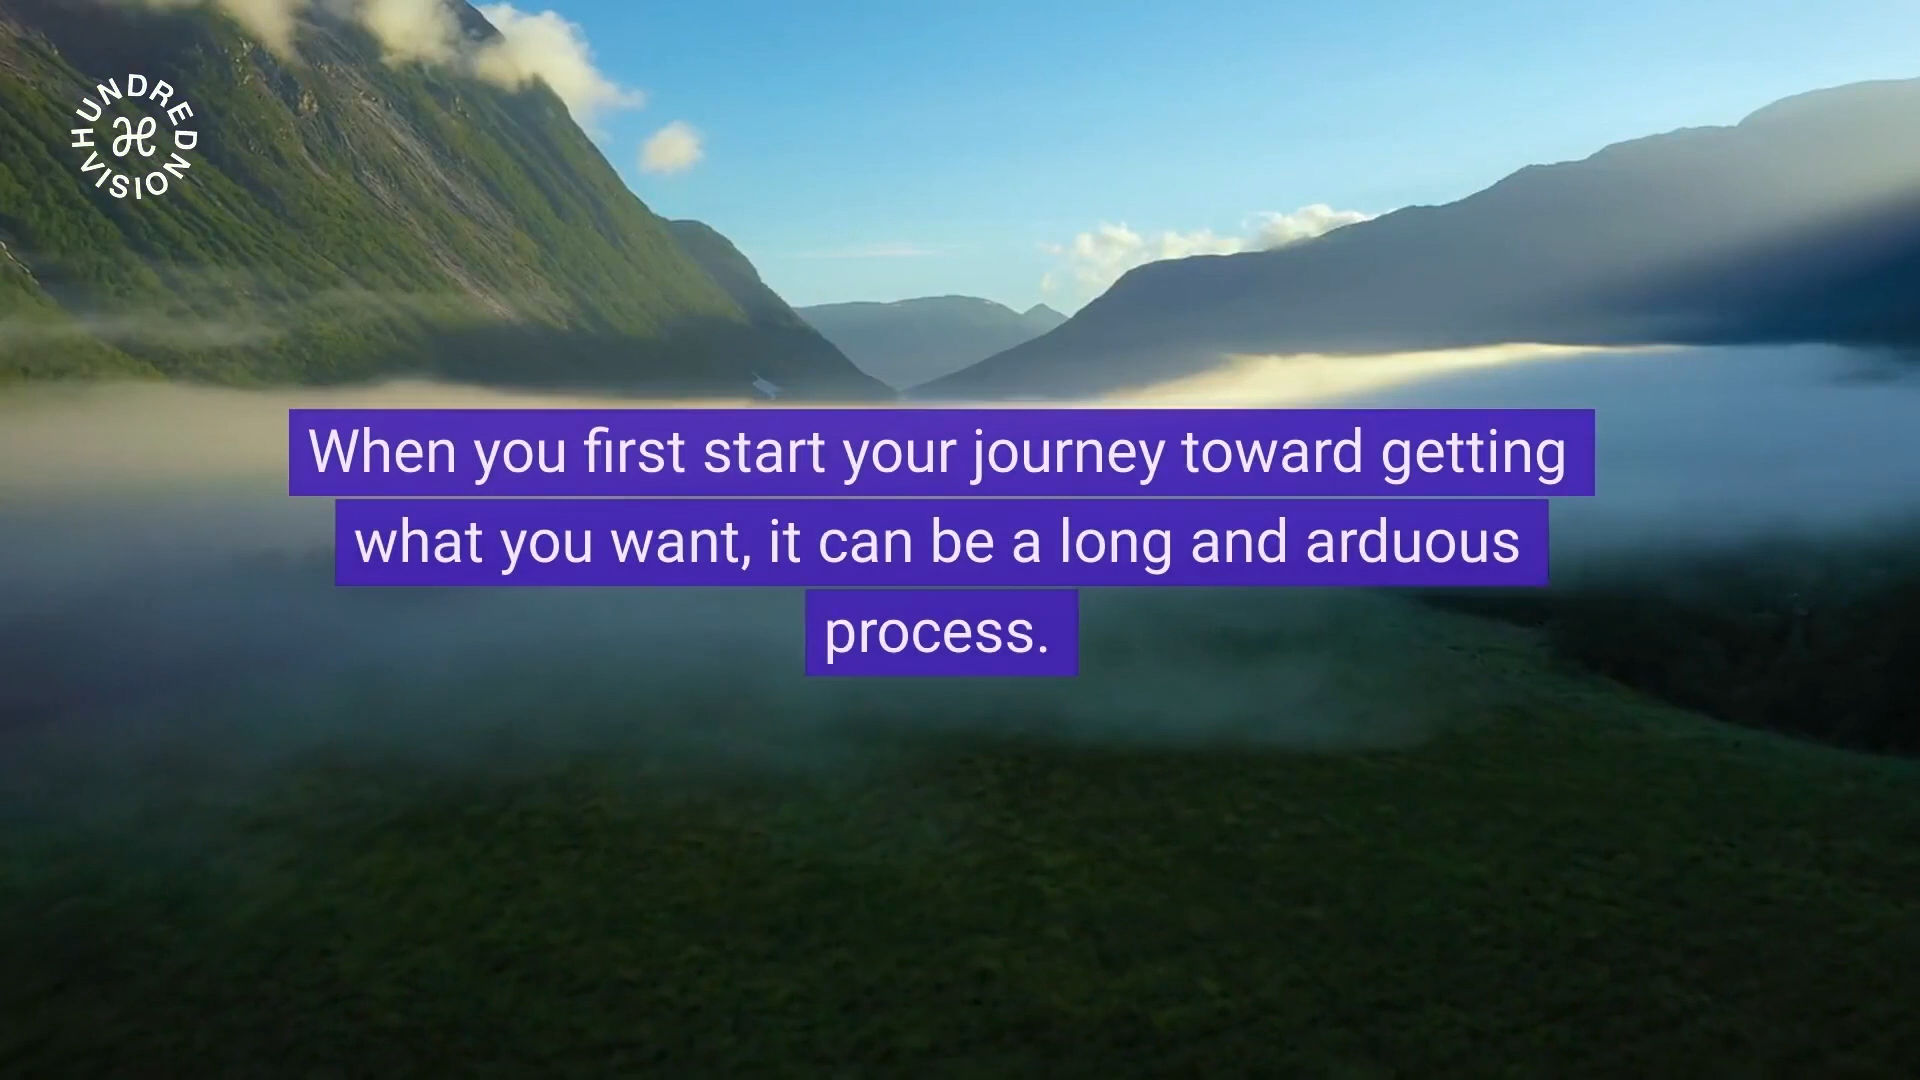 HUNDRED
VISION
When you first start your journey toward getting
what you want, it can be a long and arduous
process.